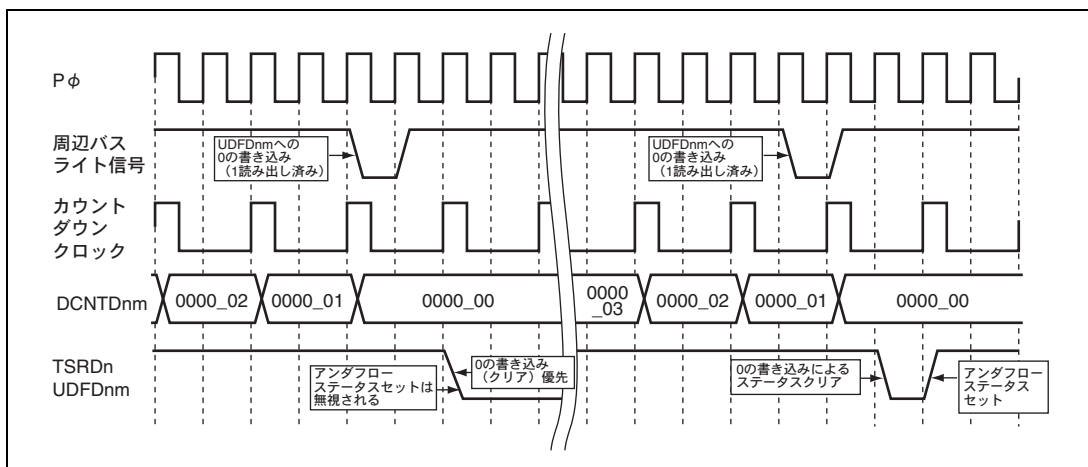 Pφ
周辺バス
ライト信号
UDFDnmへの
0の書き込み
（1読み出し済み）
UDFDnmへの
0の書き込み
（1読み出し済み）
カウント
ダウン
クロック
DCNTDnm
0000_02
0000_01
0000_00
0000
_03
0000_02
0000_01
0000_00
TSRDn
UDFDnm
アンダフロー
ステータスセットは
無視される
0の書き込み
（クリア）優先
0の書き込みによる
ステータスクリア
アンダフロー
ステータス
セット